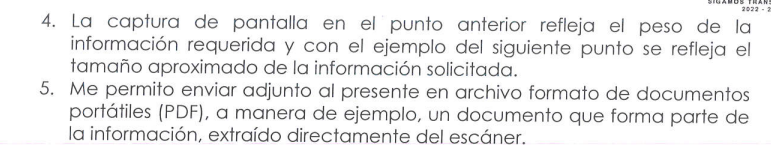 SIGAMOS TRANS
2022 - 2
4. La captura de pantalla en el punto anterior refleja el peso de la
información requerida y con el ejemplo del siguiente punto se refleja el
tamaño aproximado de la información solicitada.
5. Me permito enviar adjunto al presente en archivo formato de documentos
portátiles (PDF), a manera de ejemplo, un documento que forma parte de
la información, extraído directamente del escáner.